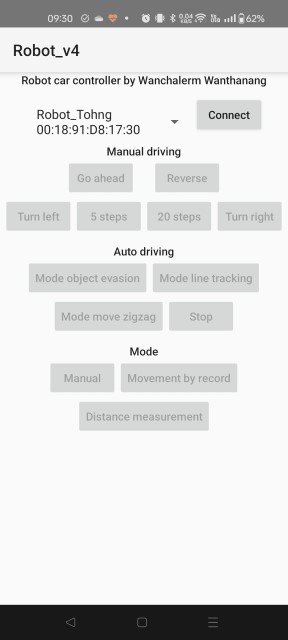 09:30 0.04 KB/S 62%
Robot_v4
Robot car controller by Wanchalerm Wanthanang
Robot_Tohng
00:18:91:D8:17:30
Connect
Manual driving
Go ahead Reverse
Turn left 5 steps 20 steps Turn right
Auto driving
Mode object evasion Mode line tracking
Mode move zigzag Stop
Mode
Manual Movement by record
Distance measurement